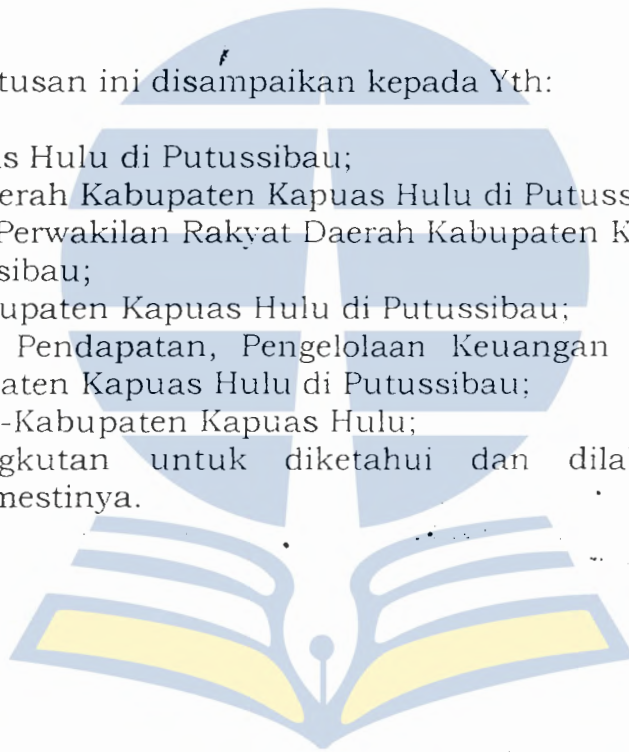 tusan ini disampaikan kepada Yth:
s Hulu di Putussibau;
erah Kabupaten Kapuas Hulu di Putuss
Perwakilan Rakyat Daerah Kabupaten K
sibau;
upaten Kapuas Hulu di Putussibau;
Pendapatan, Pengelolaan Keuangan
aten Kapuas Hulu di Putussibau;
-Kabupaten Kapuas Hulu;
gkutan untuk diketahui dan dila
mestinya.